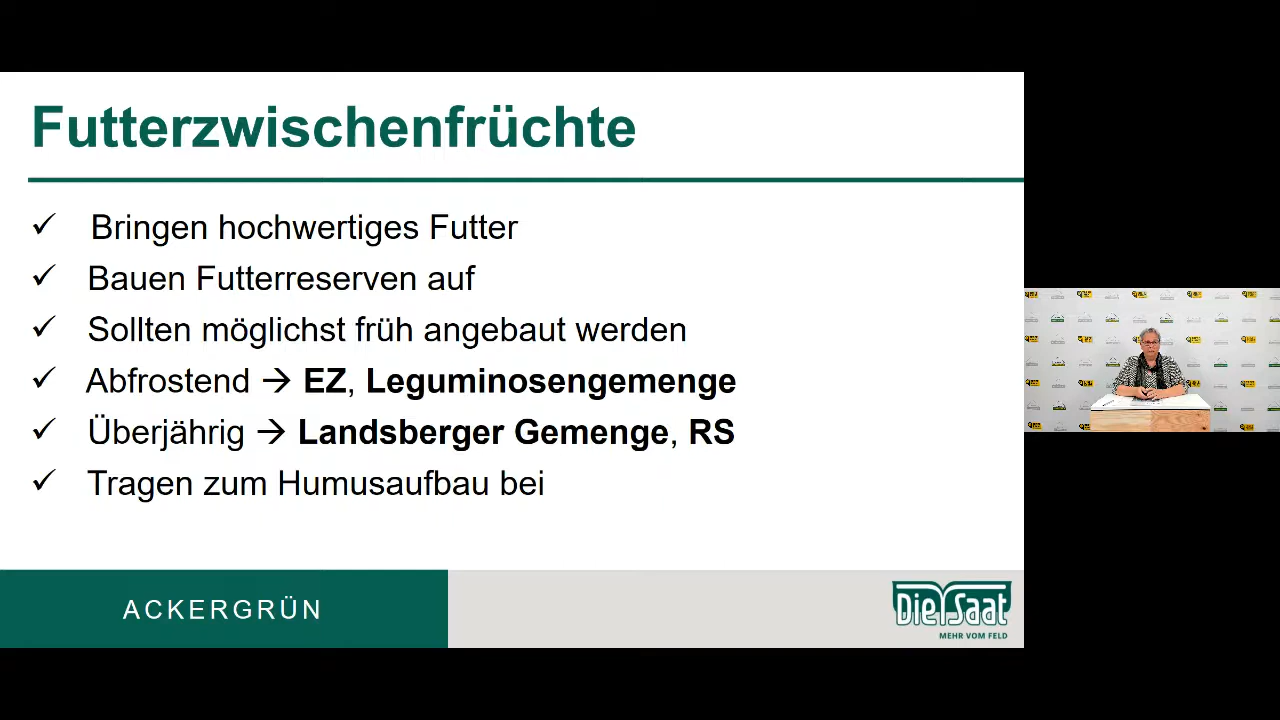 Futterzwischenfrüchte
✓ Bringen hochwertiges Futter
✓ Bauen Futterreserven auf
✓ Sollten möglichst früh angebaut werden
✓ Abfrostend → EZ, Leguminosengemenge
✓ Überjährig → Landsberger Gemenge, RS
✓ Tragen zum Humusaufbau bei
ACKERGRÜN
Die Saat
MEHR VOM FELD